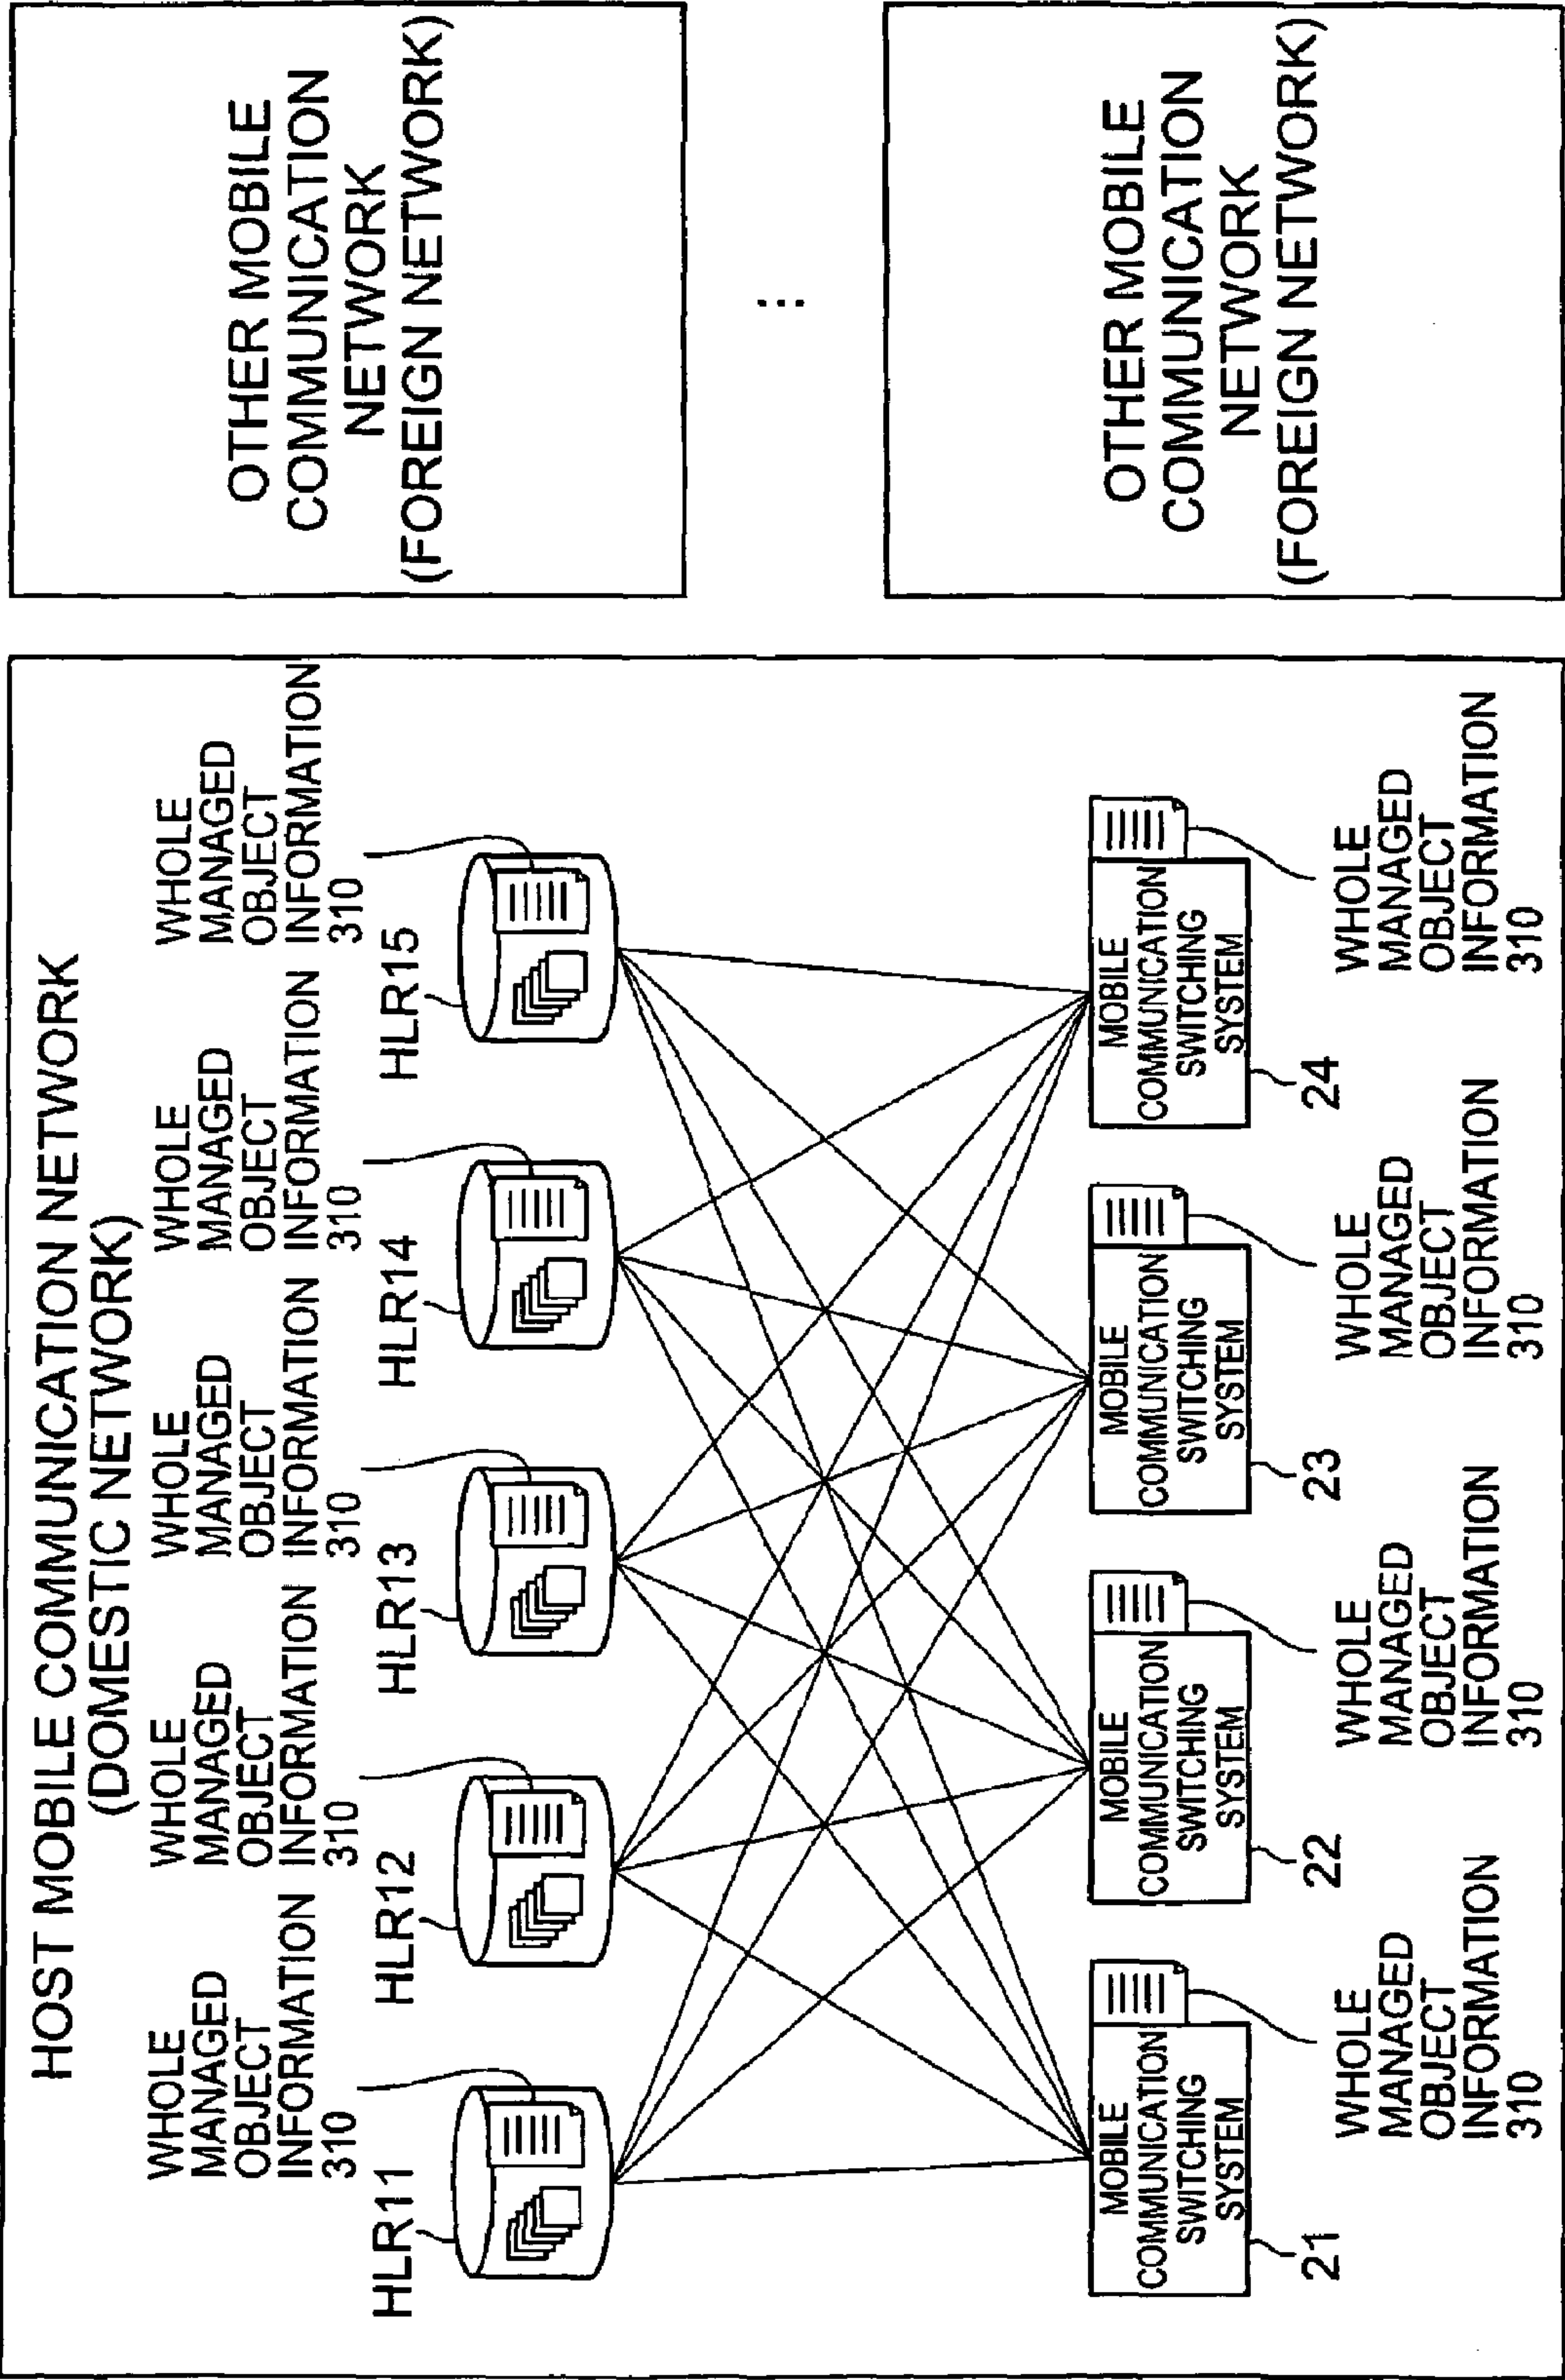 HOST MOBILE COMMUNICATION NETWORK
(DOMESTIC NETWORK)
WHOLE
MANAGED
OBJECT
INFORMATION
310
WHOLE
MANAGED
OBJECT
INFORMATION
310
WHOLE
MANAGED
OBJECT
INFORMATION
310
WHOLE
MANAGED
OBJECT
INFORMATION
310
WHOLE
MANAGED
OBJECT
INFORMATION
310
HLR11
HLR12
HLR13
HLR14
HLR15
MOBILE
COMMUNICATION
SWITCHING
SYSTEM
21
MOBILE
COMMUNICATION
SWITCHING
SYSTEM
22
MOBILE
COMMUNICATION
SWITCHING
SYSTEM
23
MOBILE
COMMUNICATION
SWITCHING
SYSTEM
24
WHOLE
MANAGED
OBJECT
INFORMATION
310
WHOLE
MANAGED
OBJECT
INFORMATION
310
WHOLE
MANAGED
OBJECT
INFORMATION
310
WHOLE
MANAGED
OBJECT
INFORMATION
310
OTHER MOBILE
COMMUNICATION
NETWORK
(FOREIGN NETWORK)
...
OTHER MOBILE
COMMUNICATION
NETWORK
(FOREIGN NETWORK)